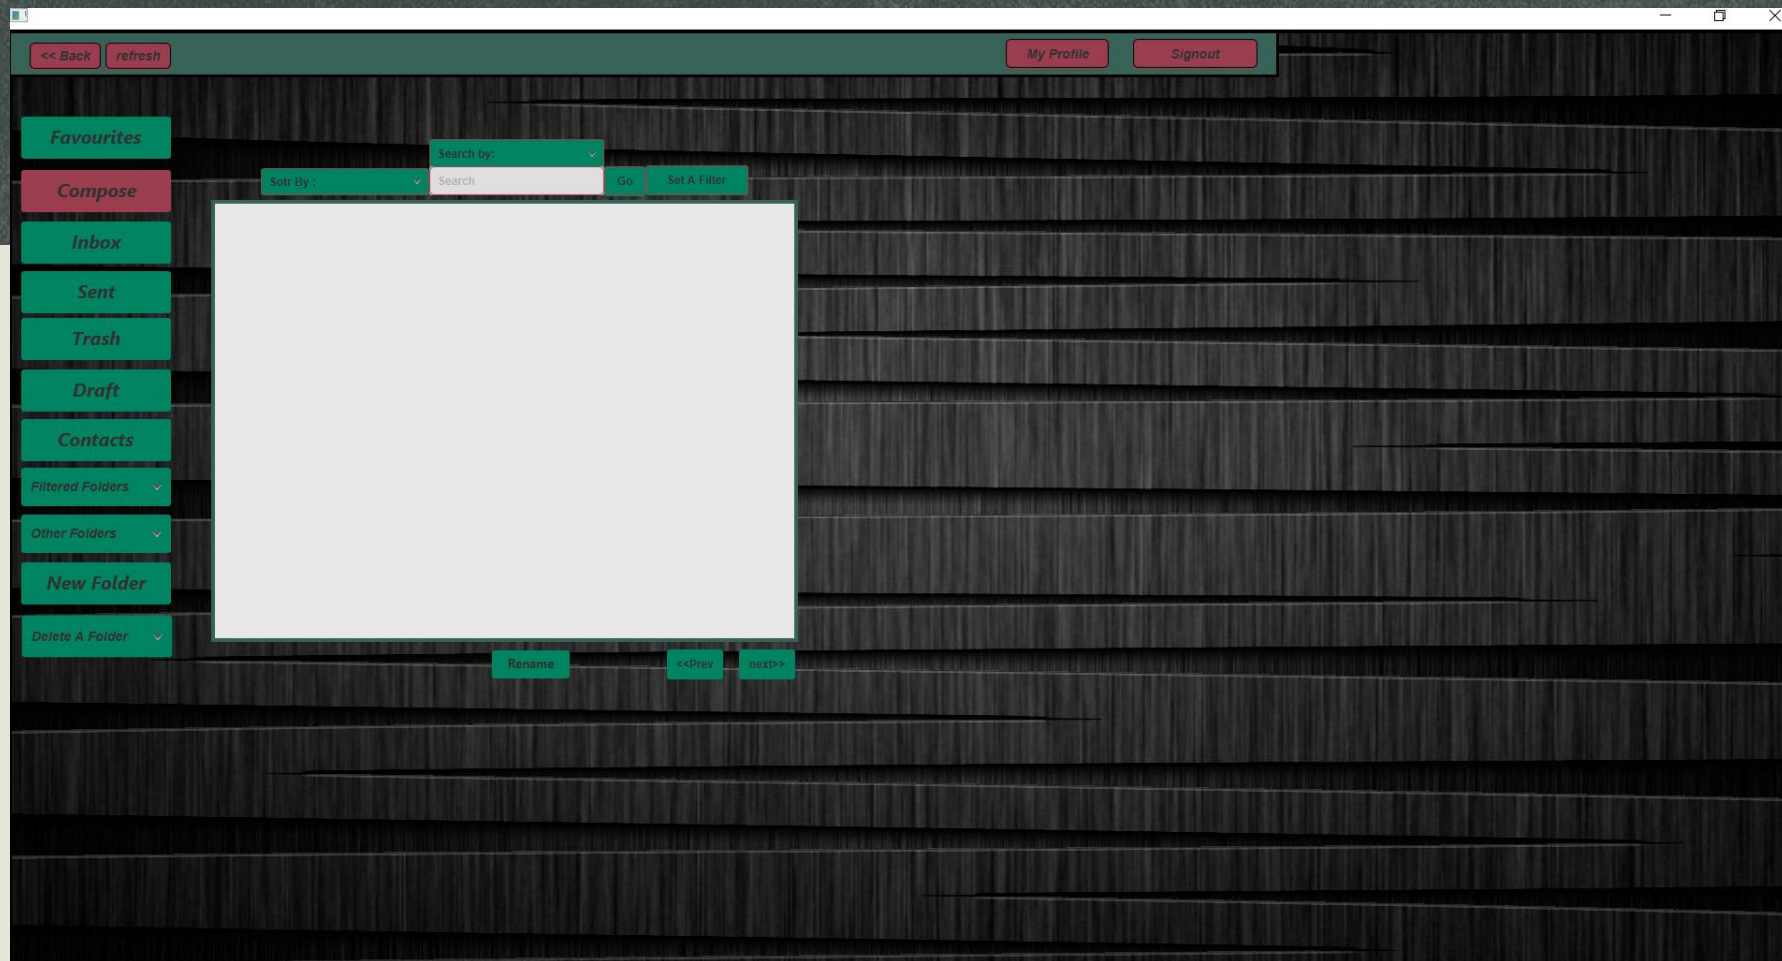 << Back
refresh
My Profile
Signout
Favourites
Compose
Inbox
Sent
Trash
Draft
Contacts
Filtered Folders
Other Folders
New Folder
Delete A Folder
Search by:
Sotr By :
Search
Go
Set A Filter
Rename
<<Prev
next>>